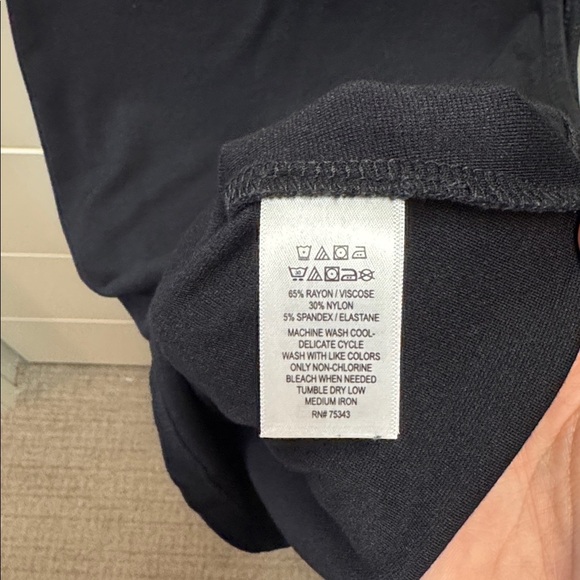 65% RAYON / VISCOSE
30% NYLON
5% SPANDEX / ELASTANE
MACHINE WASH COOL-
DELICATE CYCLE
WASH WITH LIKE COLORS
ONLY NON-CHLORINE
BLEACH WHEN NEEDED
TUMBLE DRY LOW
MEDIUM IRON
RN# 75343